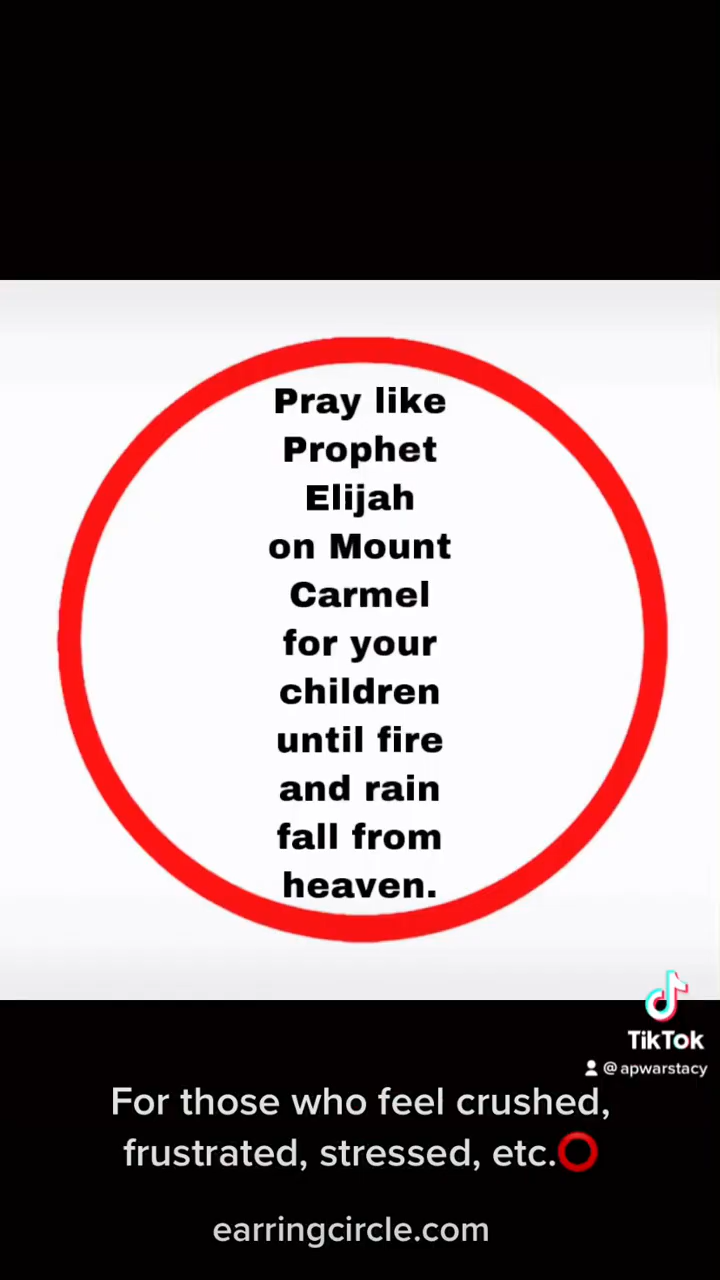 Pray like
Prophet
Elijah
on Mount
Carmel
for your
children
until fire
and rain
fall from
heaven.
TikTok
@apwarstacy
For those who feel crushed,
frustrated, stressed, etc.⭕
earringcircle.com